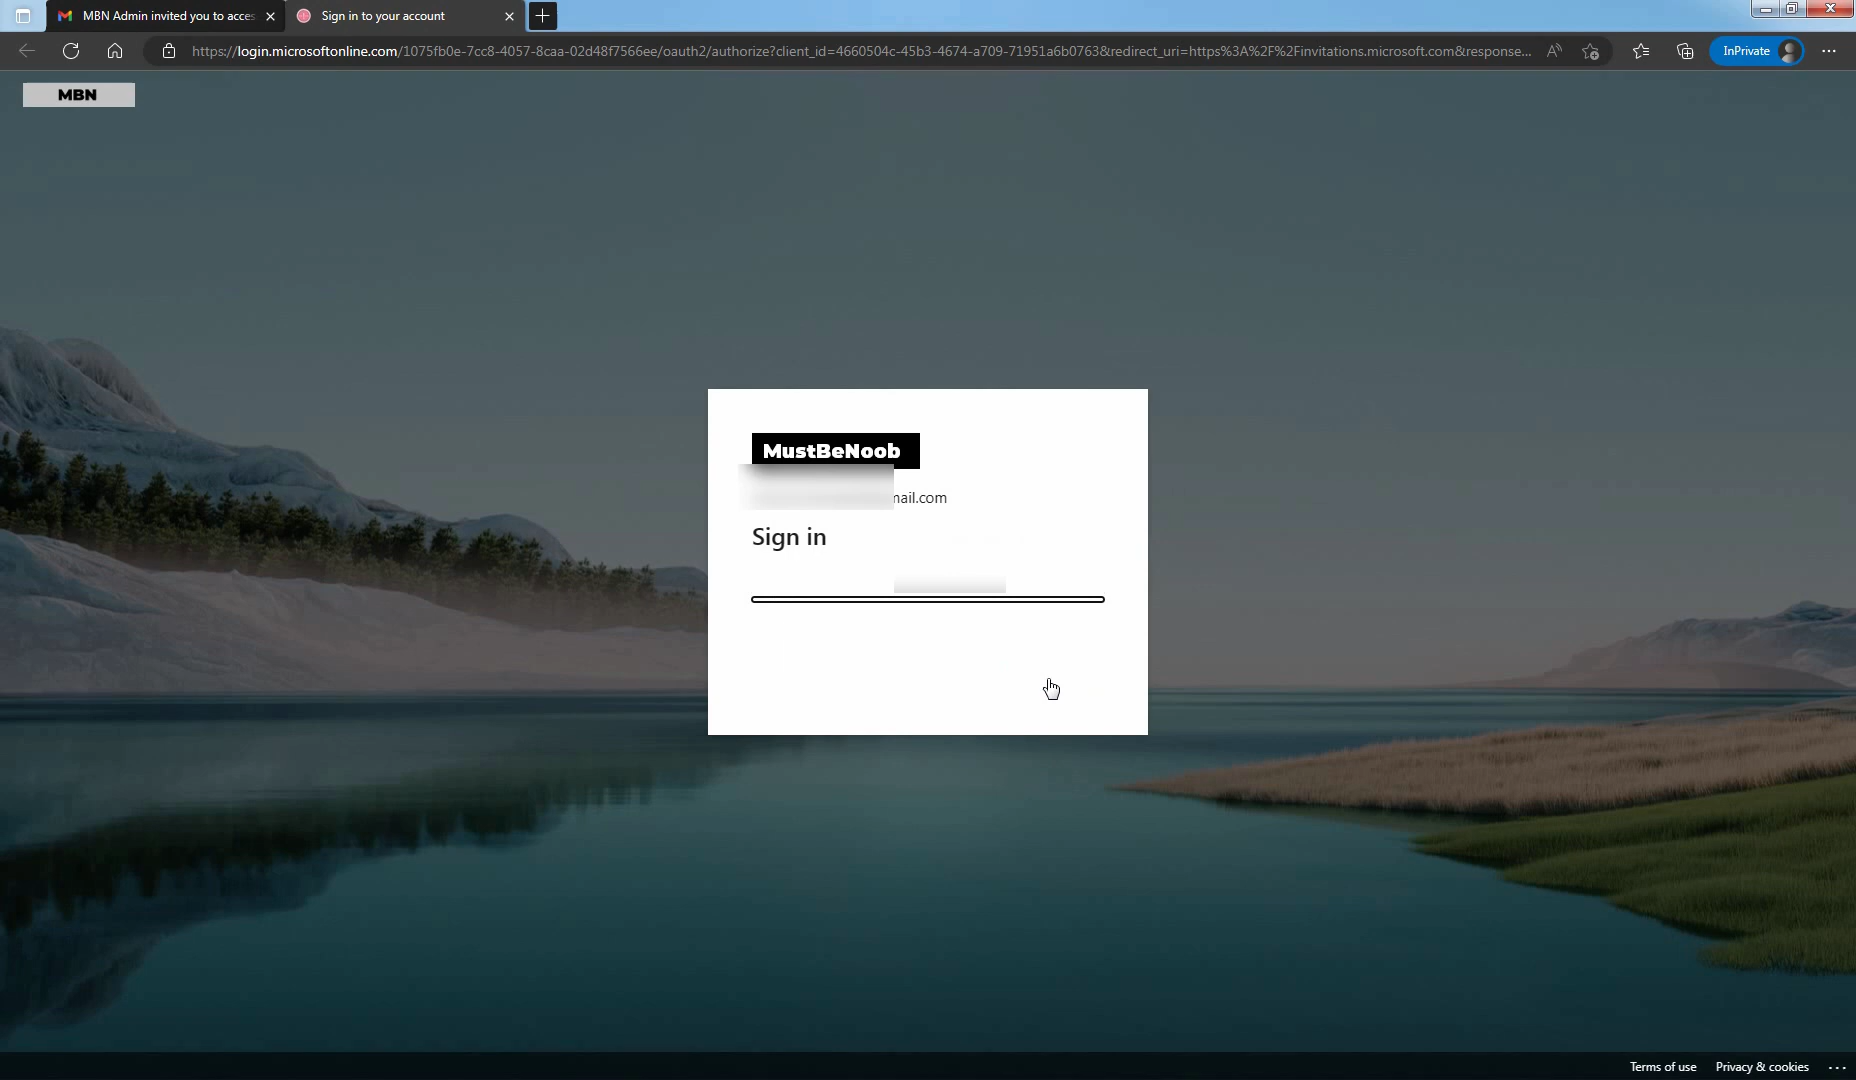 MBN Admin invited you to acces
Sign in to your account
https://login.microsoftonline.com/1075fb0e-7cc8-4057-8caa-02d48f7566ee/oauth2/authorize?client_id=4660504c-45b3-4674-a709-71951a6b0763&redirect_uri=https%3A%2F%2Finvitations.microsoft.com&response...
InPrivate
MBN
MustBeNoob
mail.com
Sign in
Terms of use
Privacy & cookies